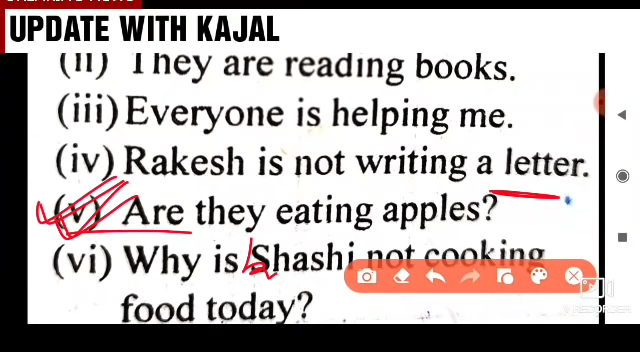 UPDATE WITH KAJAL
(ii) They are reading books.
(iii) Everyone is helping me.
(iv) Rakesh is not writing a letter.
(v) Are they eating apples?
(vi) Why is Shashi not cooking
food today?
RECORDER